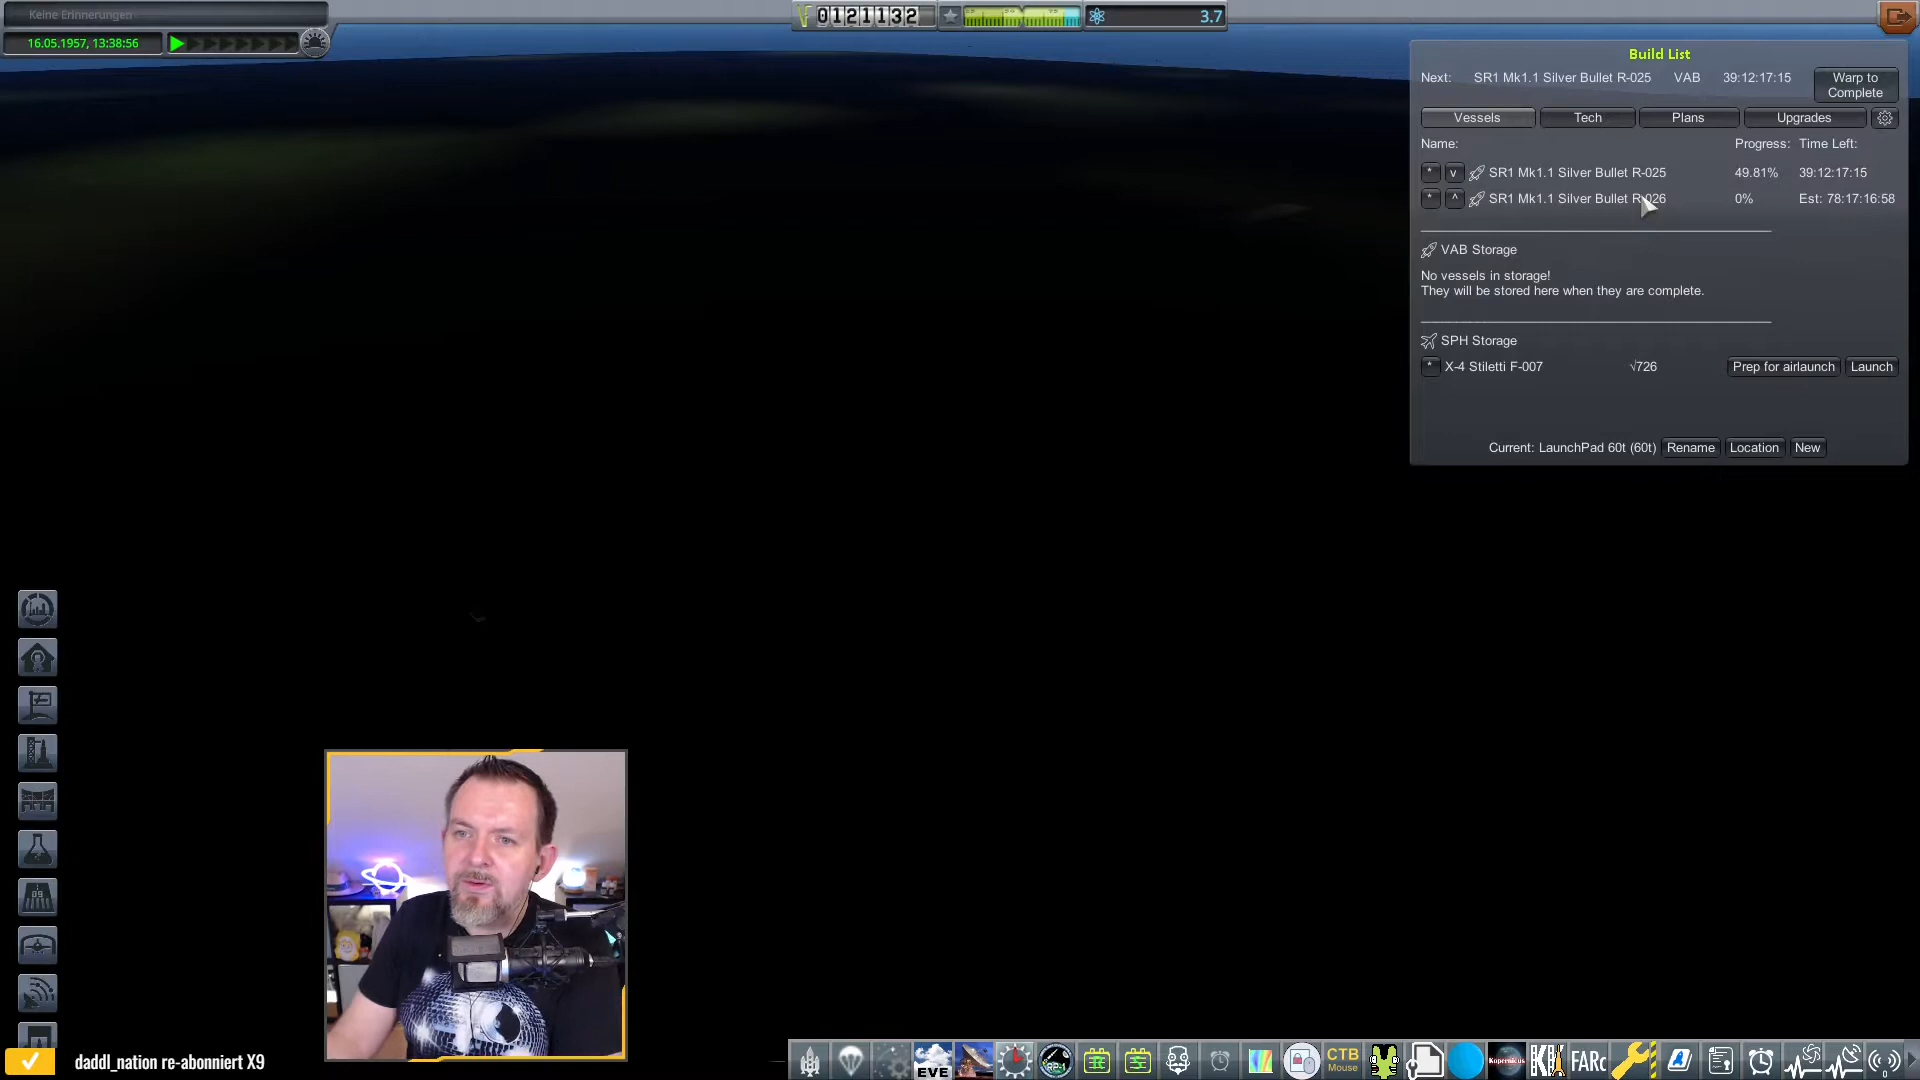 Keine Erinnerungen
16.05.1957, 13:38:56
0121132
3.7
Build List
Next: SR1 Mk1.1 Silver Bullet R-025 VAB 39:12:17:15
Warp to
Complete
Vessels Tech Plans Upgrades
Name: Progress: Time Left:
* v SR1 Mk1.1 Silver Bullet R-025 49.81% 39:12:17:15
* ^ SR1 Mk1.1 Silver Bullet R-026 0% Est: 78:17:16:58
VAB Storage
No vessels in storage!
They will be stored here when they are complete.
SPH Storage
* X-4 Stiletti F-007 √726 Prep for airlaunch Launch
Current: LaunchPad 60t (60t) Rename Location New
daddl_nation re-abonniert X9
EVE
RP-1
CTB
Mouse
Kopernicus
FARc